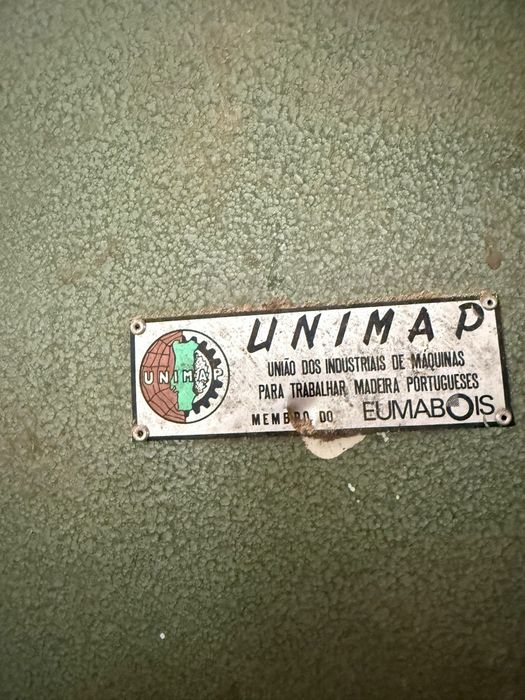 UNIMAP
UNIMAP
UNIÃO DOS INDUSTRIAIS DE MÁQUINAS
PARA TRABALHAR MADEIRA PORTUGUESES
MEMBRO DO EUMABOIS